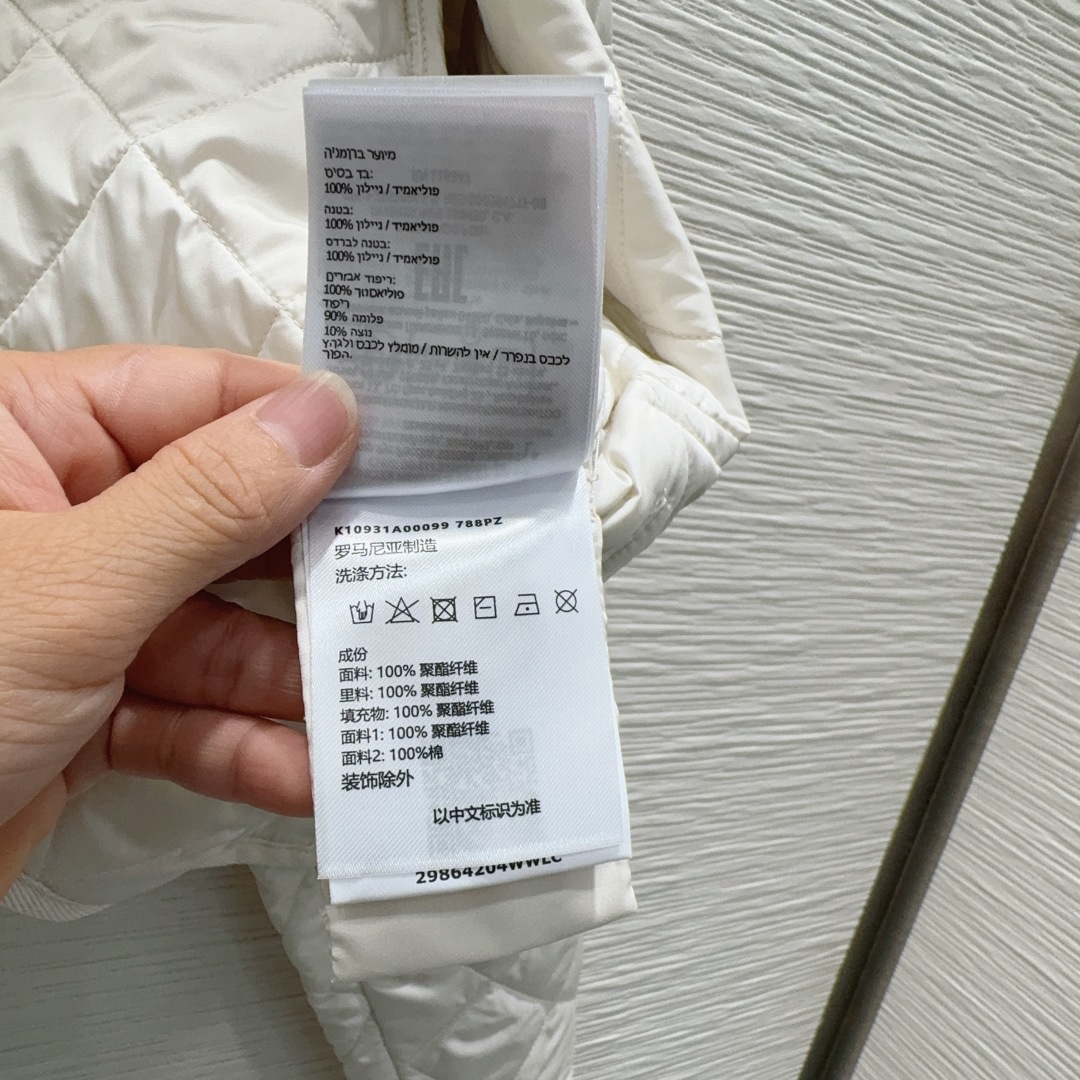 מיוצר ברומניה
בד בסיס:
100% פוליאמיד / ניילון
בטנה:
100% פוליאמיד / ניילון
בטנה לברדס:
100% פוליאמיד / ניילון
ריפוד אברזים:
100% פוליאסטר
ריפוד
90% פלומה
10% נוצה
לכבס בנפרד / אין להשרות / מומלץ לכבס ולגהץ
הפוך.
K10931A00099 788PZ
罗马尼亚制造
洗涤方法:
成份
面料: 100% 聚酯纤维
里料: 100% 聚酯纤维
填充物: 100% 聚酯纤维
面料1: 100% 聚酯纤维
面料2: 100%棉
装饰除外
以中文标识为准
29864204WWLC